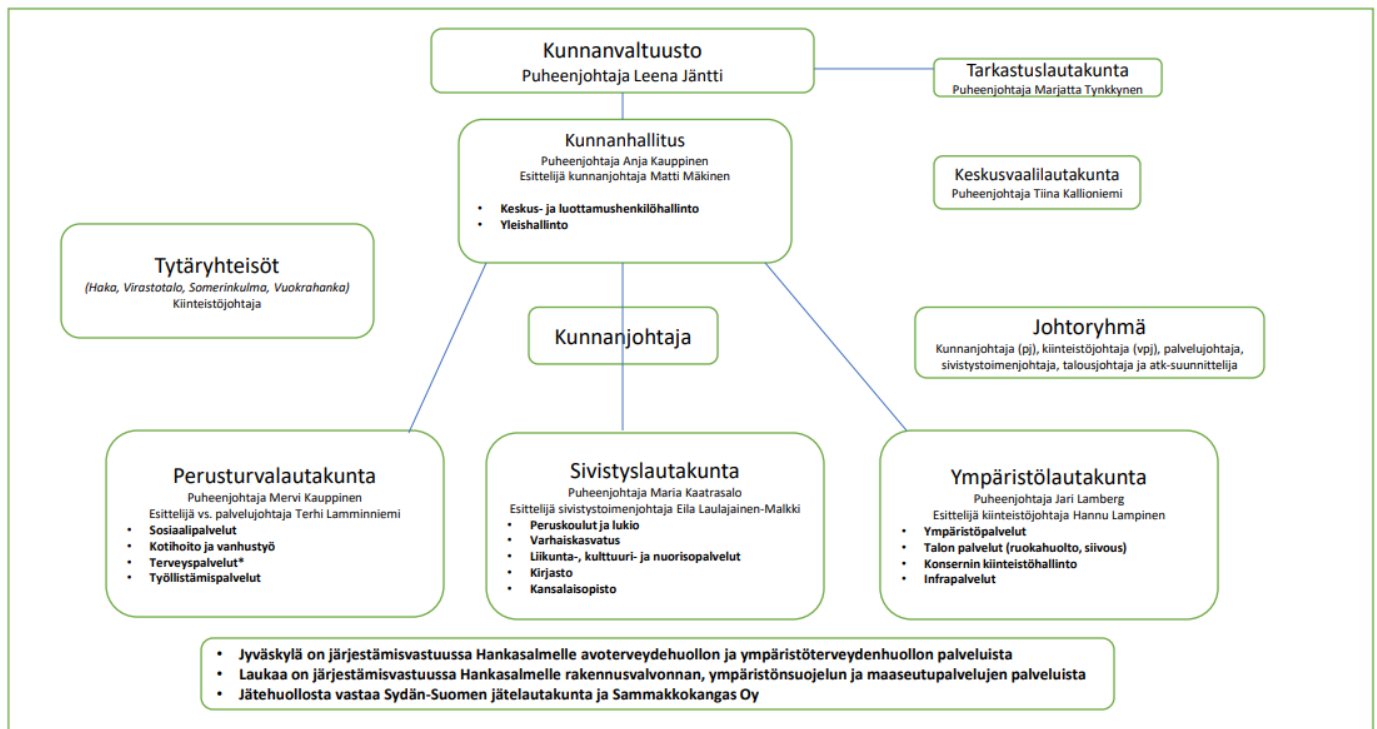 Kunnanvaltuusto
Puheenjohtaja Leena Jäntti
Tarkastuslautakunta
Puheenjohtaja Marjatta Tynkkynen
Kunnanhallitus
Puheenjohtaja Anja Kauppinen
Esittelijä kunnanjohtaja Matti Mäkinen
• Keskus- ja luottamushenkilöhallinto
• Yleishallinto
Keskusvaalilautakunta
Puheenjohtaja Tiina Kallioniemi
Tytäryhteisöt
(Haka, Virastotalo, Somerinkulma, Vuokrahanka)
Kiinteistöjohtaja
Kunnanjohtaja
Johtoryhmä
Kunnanjohtaja (pj), kiinteistöjohtaja (vpj), palvelujohtaja,
sivistystoimenjohtaja, talousjohtaja ja atk-suunnittelija
Perusturvalautakunta
Puheenjohtaja Mervi Kauppinen
Esittelijä vs. palvelujohtaja Terhi Lamminniemi
• Sosiaalipalvelut
• Kotihoito ja vanhustyö
• Terveyspalvelut*
• Työllistämispalvelut
Sivistyslautakunta
Puheenjohtaja Maria Kaatrasalo
Esittelijä sivistystoimenjohtaja Eila Laulajainen-Malkki
• Peruskoulut ja lukio
• Varhaiskasvatus
• Liikunta-, kulttuuri- ja nuorisopalvelut
• Kirjasto
• Kansalaisopisto
Ympäristölautakunta
Puheenjohtaja Jari Lamberg
Esittelijä kiinteistöjohtaja Hannu Lampinen
• Ympäristöpalvelut
• Talon palvelut (ruokahuolto, siivous)
• Konsernin kiinteistöhallinto
• Infrapalvelut
• Jyväskylä on järjestämisvastuussa Hankasalmelle avoterveydehuollon ja ympäristöterveydenhuollon palveluista
• Laukaa on järjestämisvastuussa Hankasalmelle rakennusvalvonnan, ympäristönsuojelun ja maaseutupalvelujen palveluista
• Jätehuollosta vastaa Sydän-Suomen jätelautakunta ja Sammakkokangas Oy